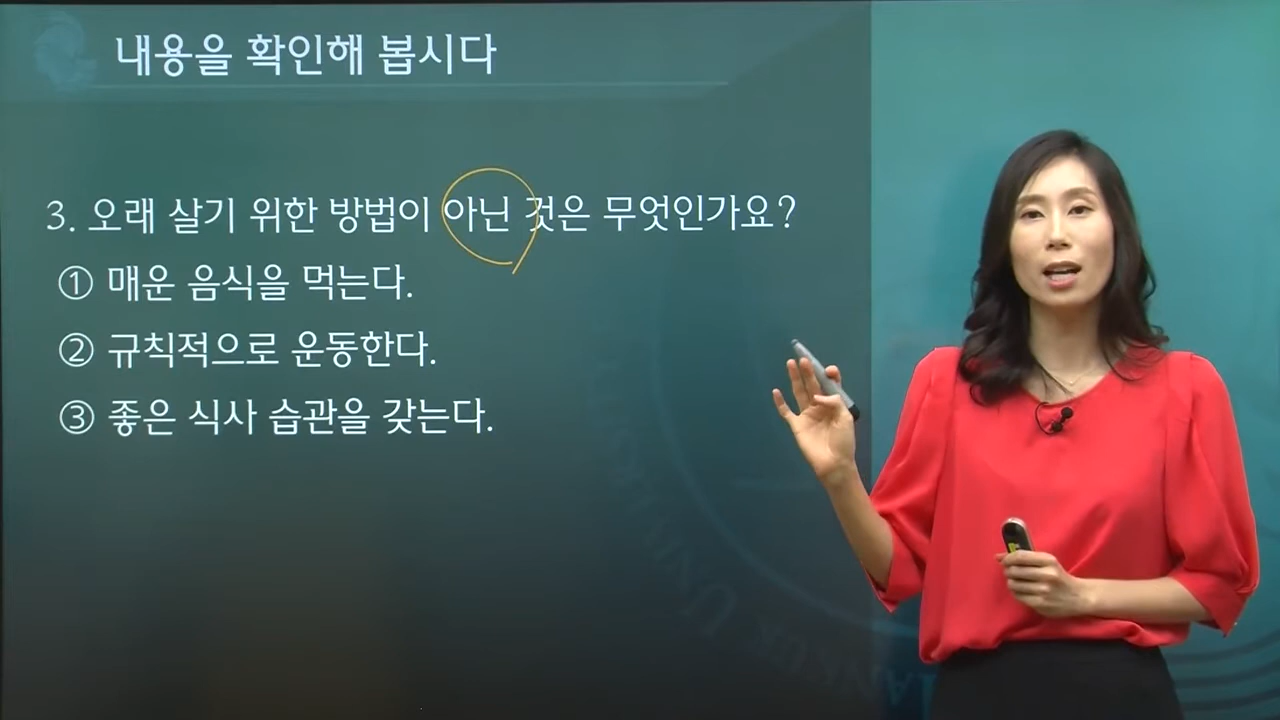 내용을 확인해 봅시다
3. 오래 살기 위한 방법이 아닌 것은 무엇인가요?
① 매운 음식을 먹는다.
② 규칙적으로 운동한다.
③ 좋은 식사 습관을 갖는다.